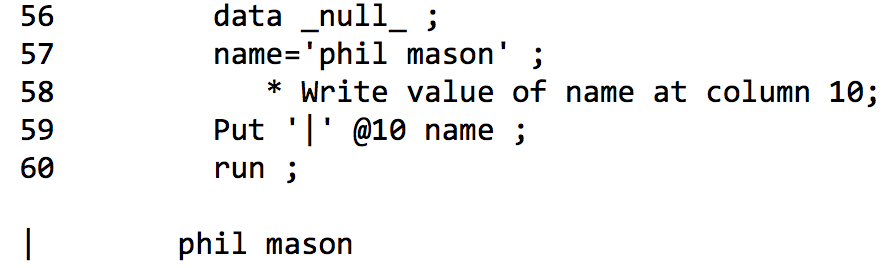 56         data _null_ ;
57         name='phil mason' ;
58            * Write value of name at column 10;
59         Put '|' @10 name ;
60         run ;

|        phil mason